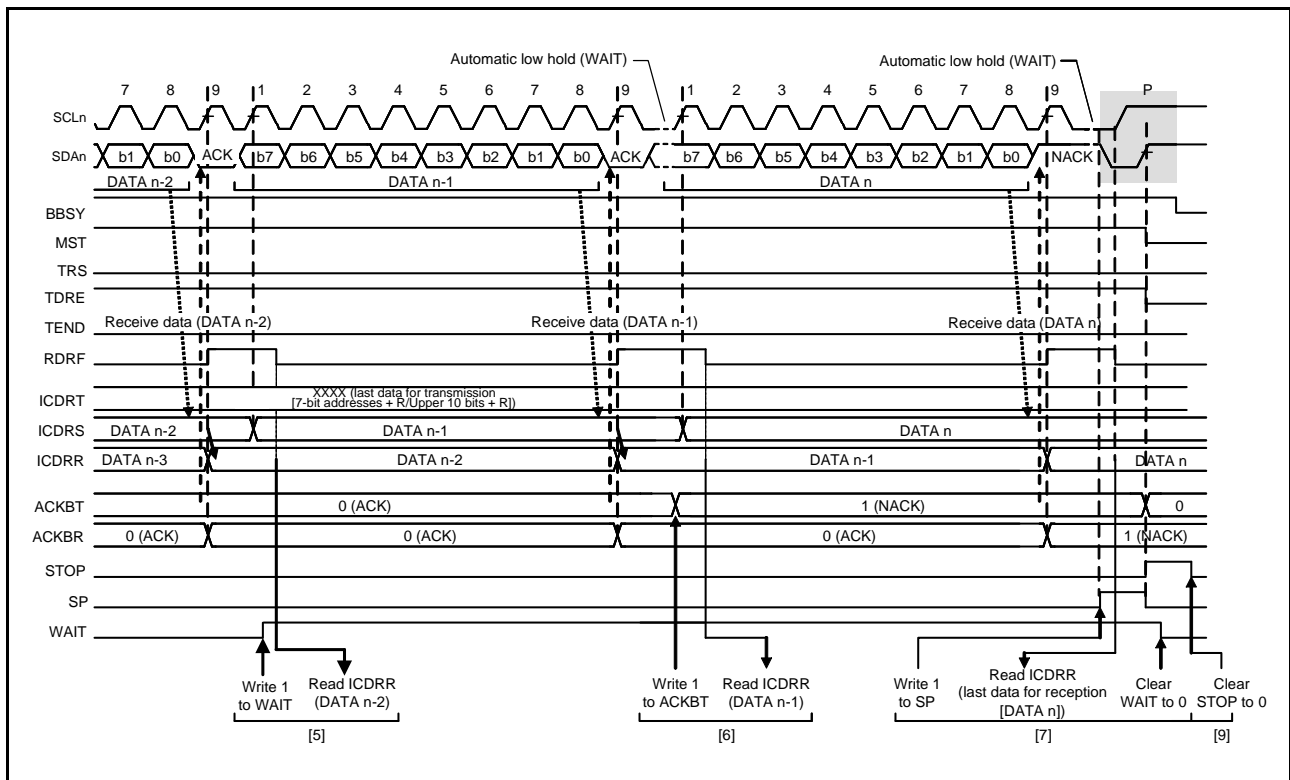 Automatic low hold (WAIT)
Automatic low hold (WAIT)
7 8 9 1 2 3 4 5 6 7 8 9 1 2 3 4 5 6 7 8 9 P
SCLn
SDAn b1 b0 ACK b7 b6 b5 b4 b3 b2 b1 b0 ACK b7 b6 b5 b4 b3 b2 b1 b0 NACK
DATA n-2 DATA n-1 DATA n
BBSY
MST
TRS
TDRE
Receive data (DATA n-2) Receive data (DATA n-1) Receive data (DATA n)
TEND
RDRF
XXXX (last data for transmission
ICDRT
[7-bit addresses + R/Upper 10 bits + R])
ICDRS DATA n-2 DATA n-1 DATA n
ICDRR DATA n-3 DATA n-2 DATA n-1 DATA n
ACKBT 0 (ACK) 1 (NACK) 0
ACKBR 0 (ACK) 0 (ACK) 0 (ACK) 1 (NACK)
STOP
SP
WAIT
Write 1
to WAIT
Read ICDRR
(DATA n-2)
Write 1
to ACKBT
Read ICDRR
(DATA n-1)
Write 1
to SP
Read ICDRR
(last data for reception
[DATA n])
Clear
WAIT to 0
Clear
STOP to 0
[5] [6] [7] [9]